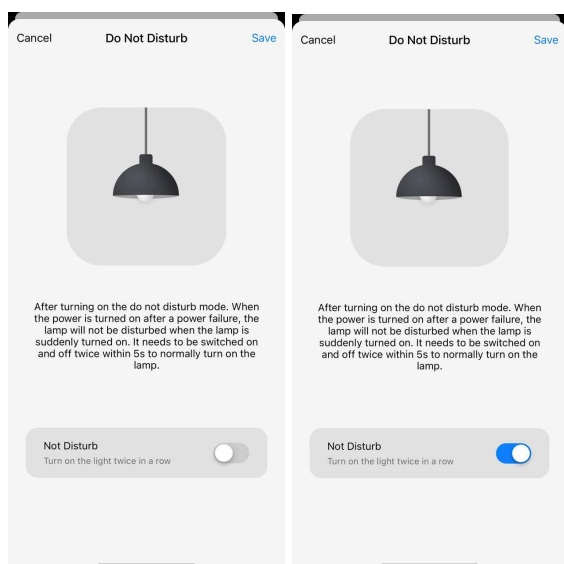 Cancel Do Not Disturb Save
After turning on the do not disturb mode. When
the power is turned on after a power failure, the
lamp will not be disturbed when the lamp is
suddenly turned on. It needs to be switched on
and off twice within 5s to normally turn on the
lamp.
Not Disturb
Turn on the light twice in a row
Cancel Do Not Disturb Save
After turning on the do not disturb mode. When
the power is turned on after a power failure, the
lamp will not be disturbed when the lamp is
suddenly turned on. It needs to be switched on
and off twice within 5s to normally turn on the
lamp.
Not Disturb
Turn on the light twice in a row